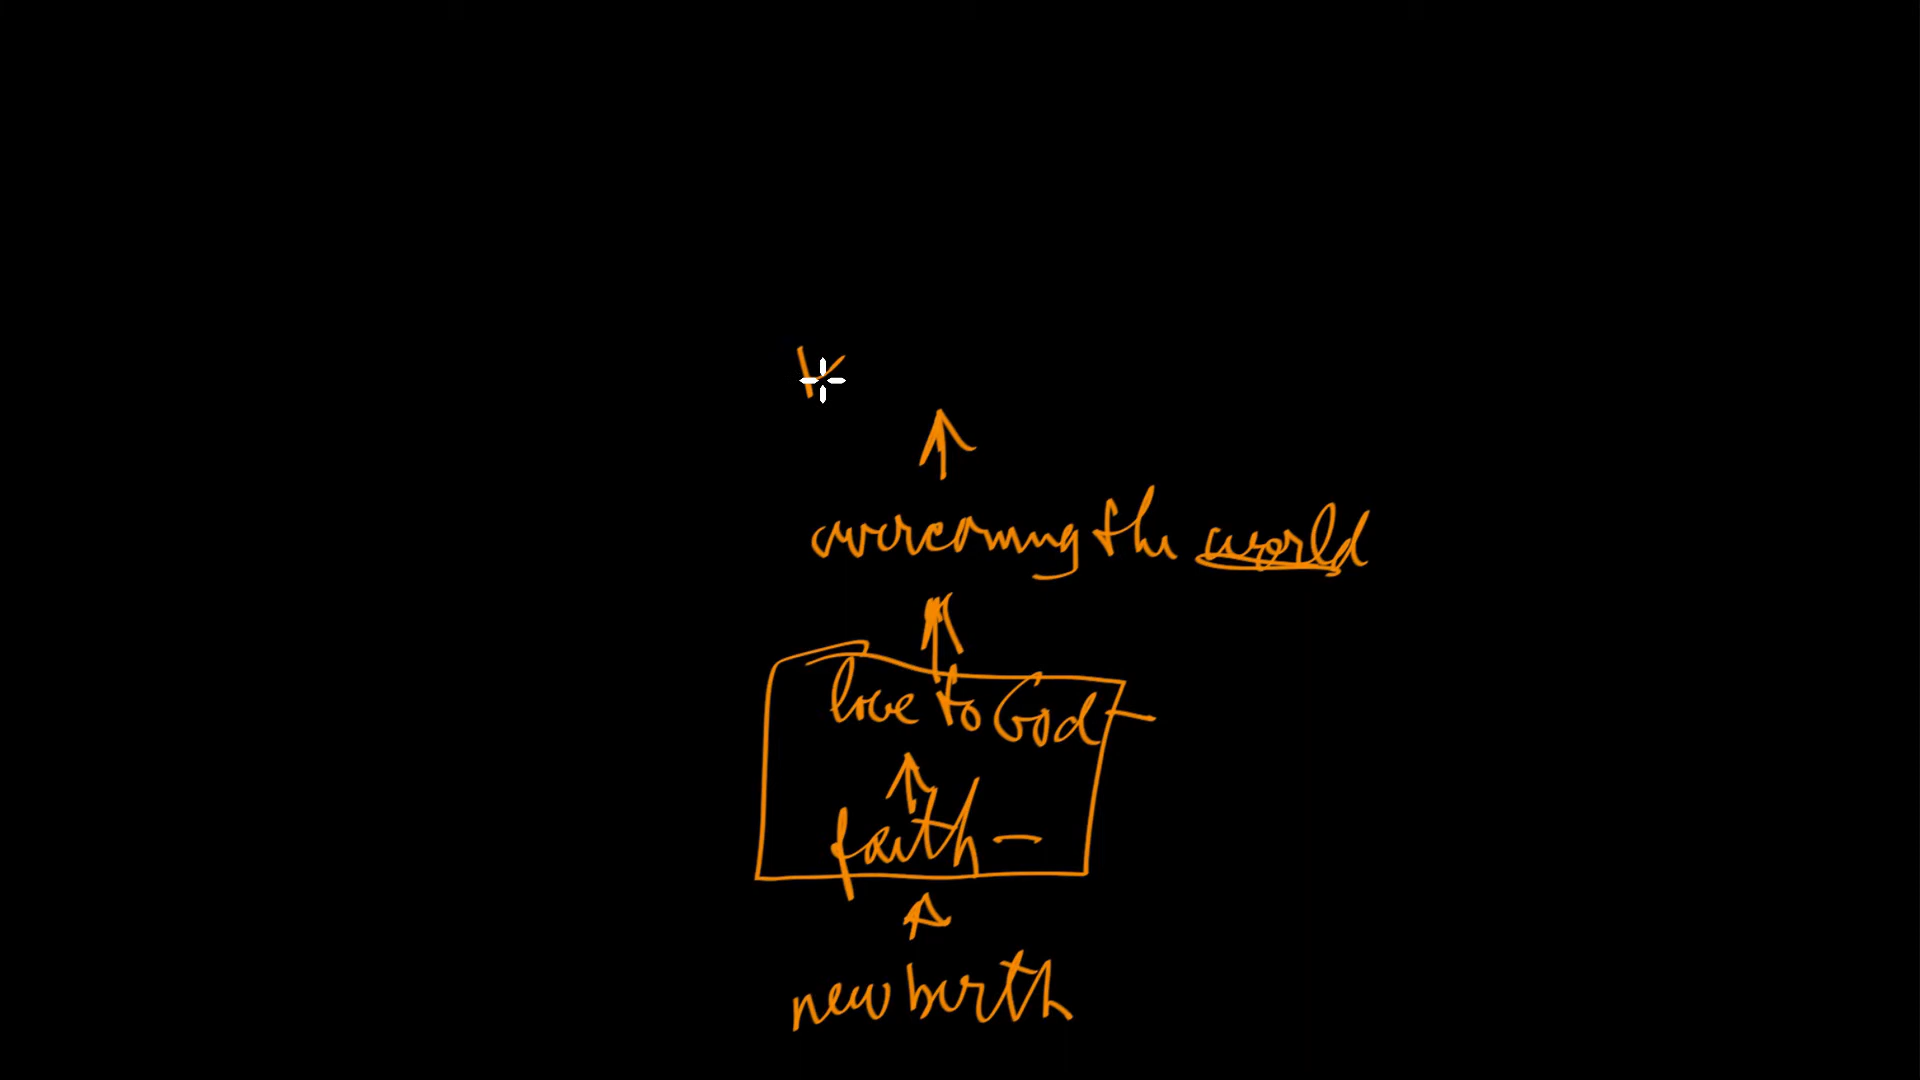 overcoming the world
love to God —
faith —
new birth